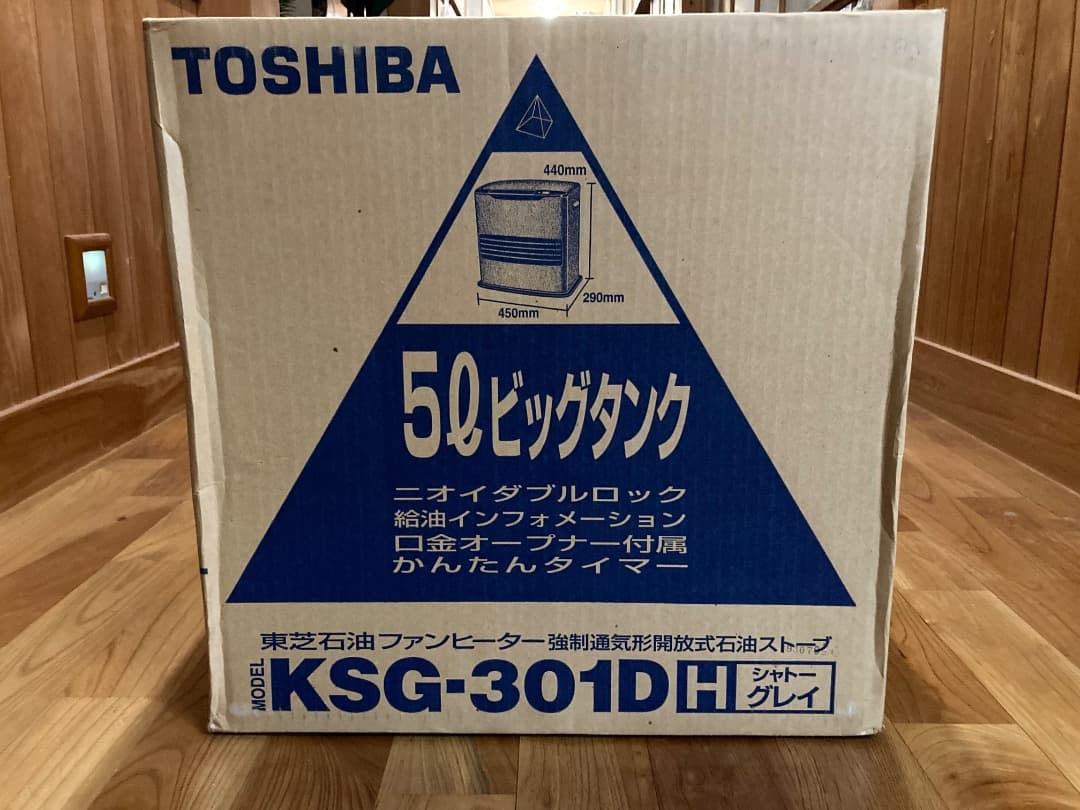 TOSHIBA
440mm
290mm
450mm
5ℓビッグタンク
ニオイダブルロック
給油インフォメーション
口金オープナー付属
かんたんタイマー
東芝石油ファンヒーター強制通気形開放式石油ストーブ
MODEL KSG-301D H シャトー
グレイ